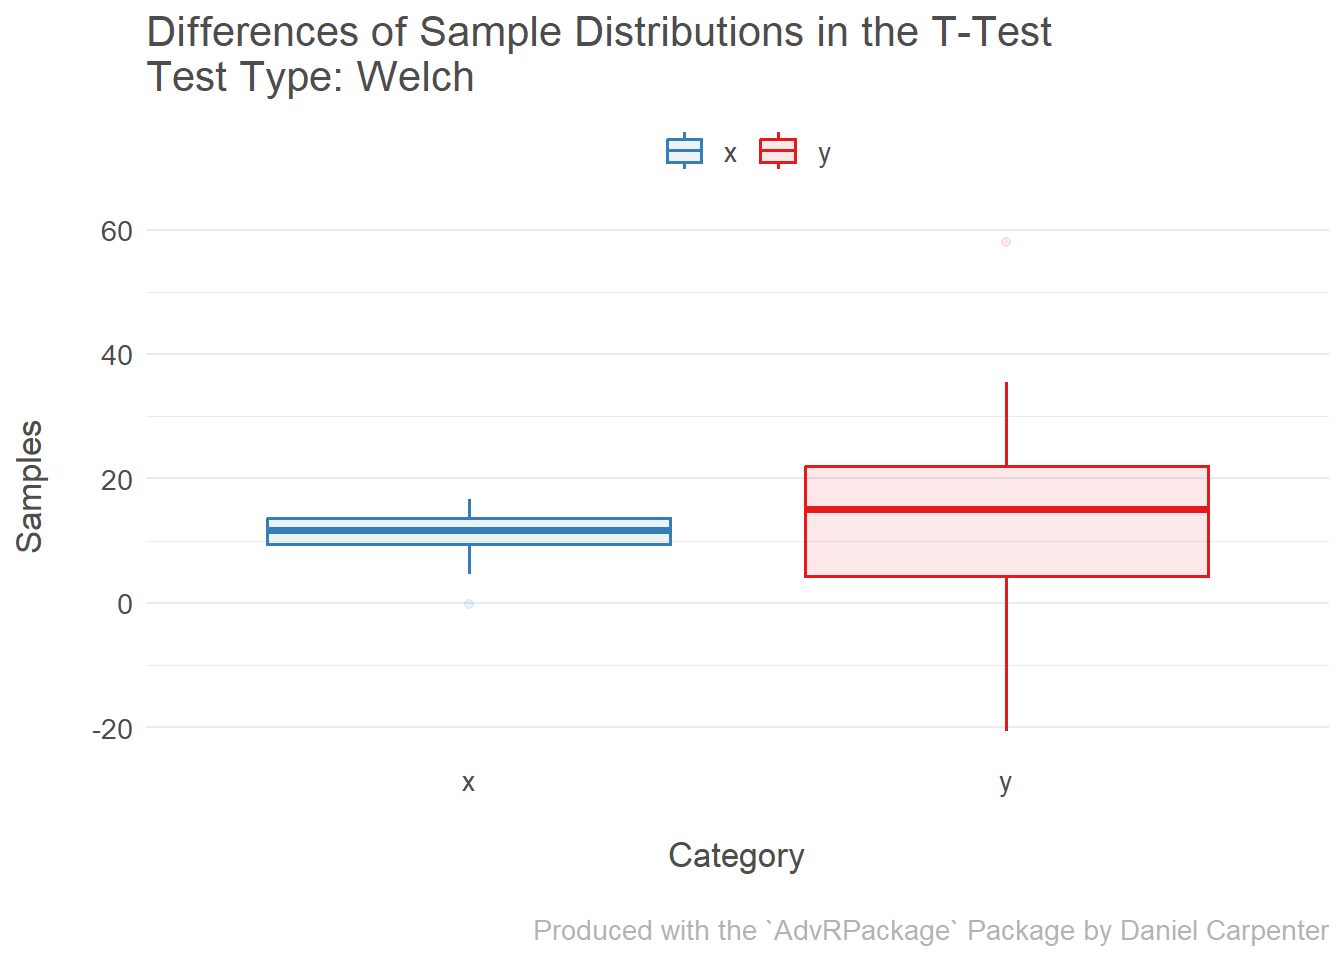 Differences of Sample Distributions in the T-Test
Test Type: Welch
x y
60
40
20
0
-20
Samples
x y
Category
Produced with the `AdvRPackage` Package by Daniel Carpenter